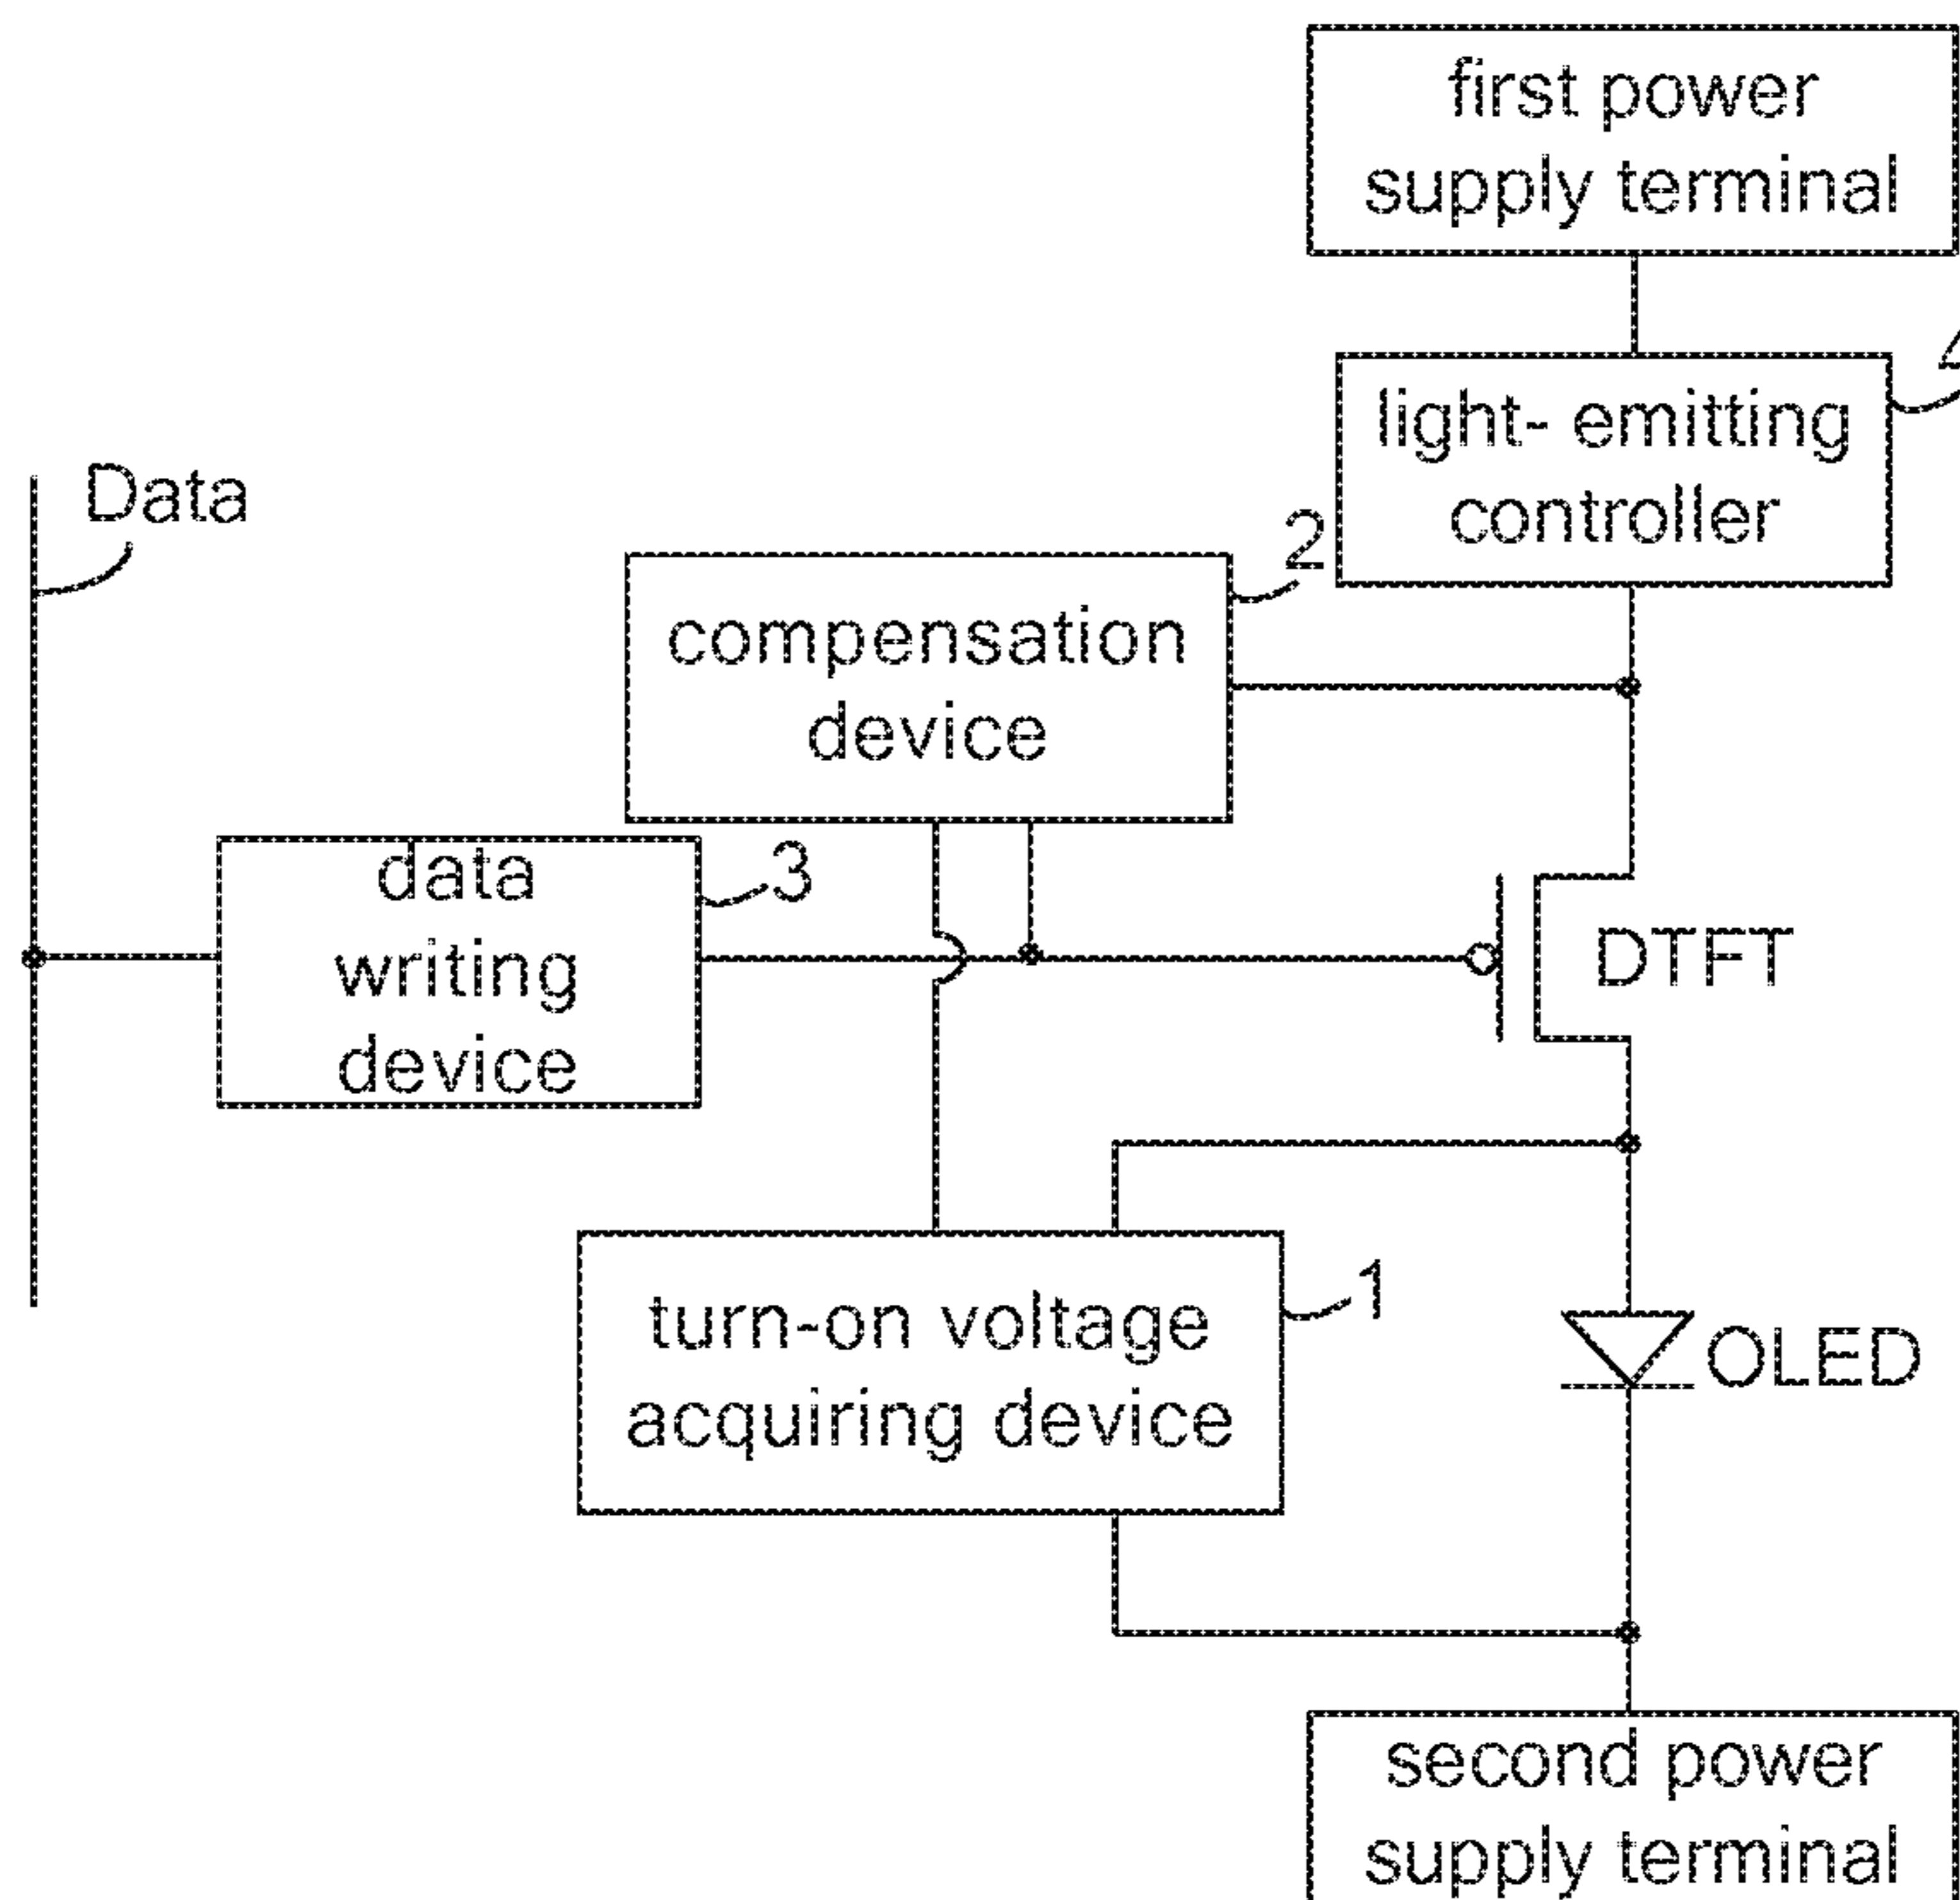 first power
supply terminal
4
light- emitting
controller
Data
2
compensation
device
3
data
writing
device
DTFT
1
turn-on voltage
acquiring device
OLED
second power
supply terminal